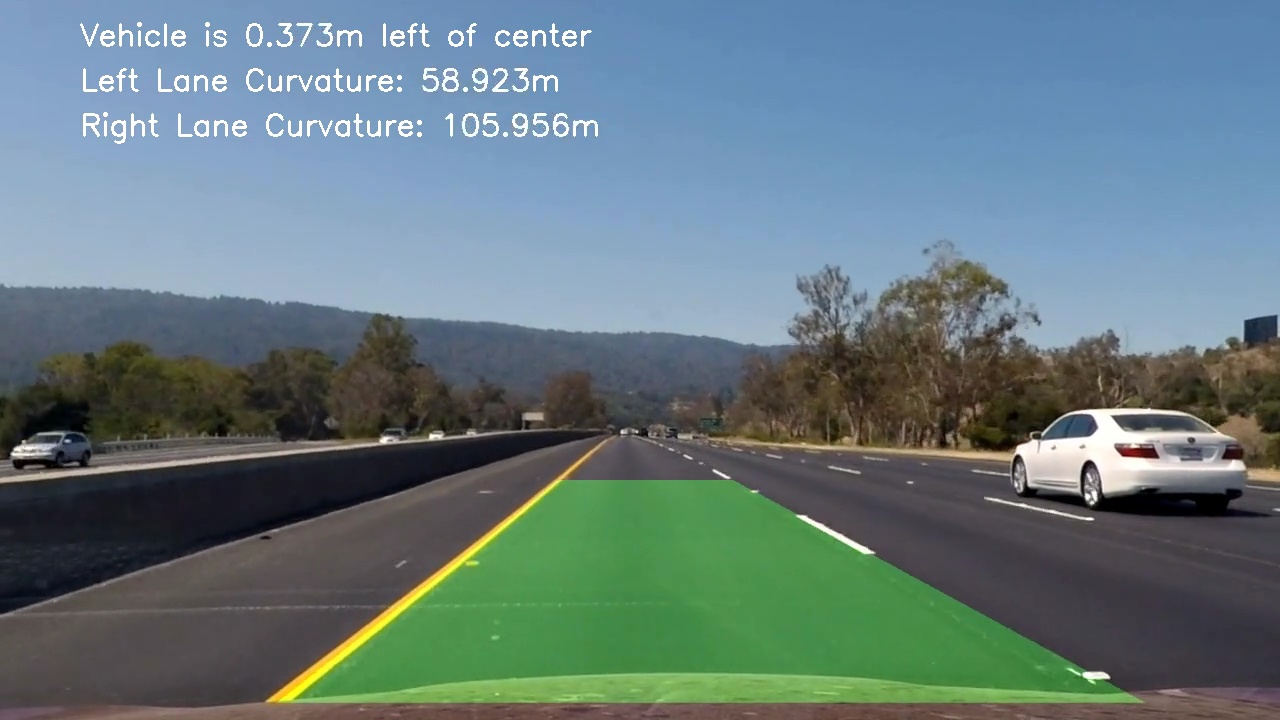 Vehicle is 0.373m left of center
Left Lane Curvature: 58.923m
Right Lane Curvature: 105.956m